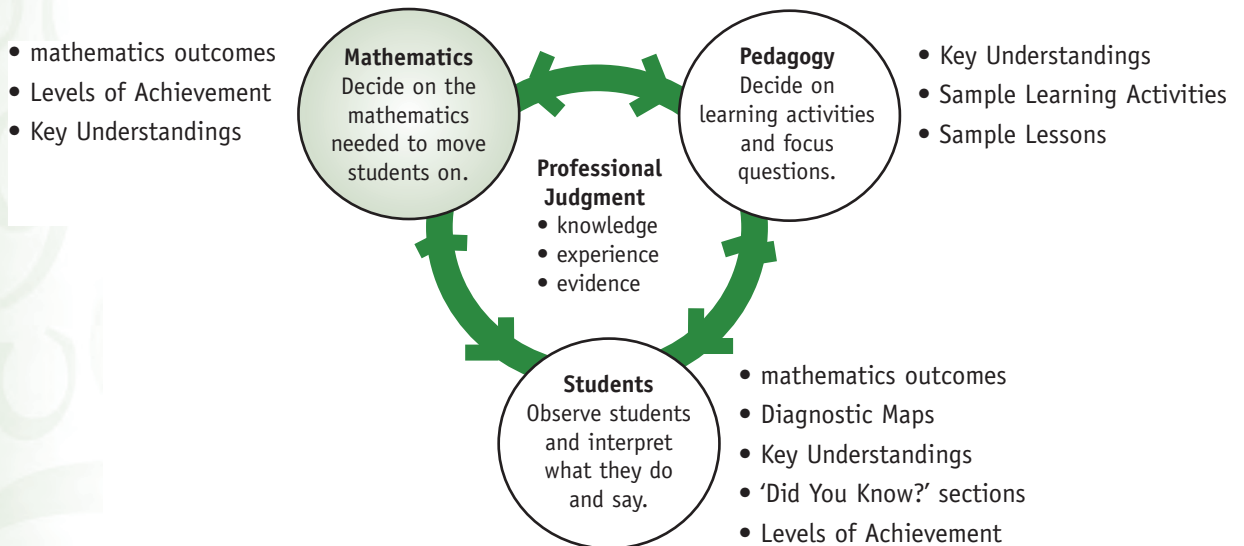 • mathematics outcomes
• Levels of Achievement
• Key Understandings
Mathematics
Decide on the
mathematics
needed to move
students on.
Pedagogy
Decide on
learning activities
and focus
questions.
• Key Understandings
• Sample Learning Activities
• Sample Lessons
Professional
Judgment
• knowledge
• experience
• evidence
Students
Observe students
and interpret
what they do
and say.
• mathematics outcomes
• Diagnostic Maps
• Key Understandings
• ‘Did You Know?’ sections
• Levels of Achievement